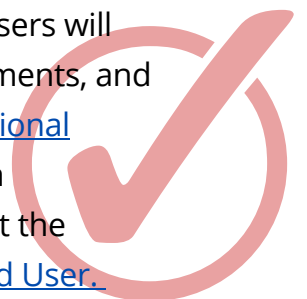 sers will
ments, and
ional
t the
d User.